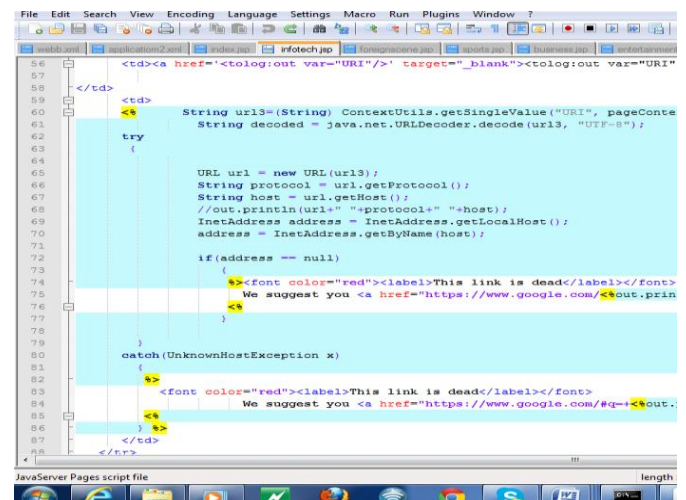 File Edit Search View Encoding Language Settings Macro Run Plugins Window ?
webb.xml application2.xml index.jsp infotech.jsp foreignscene.jsp sports.jsp business.jsp entertainment
56 <td><a href='<tolog:out var="URI"/>' target="_blank"><tolog:out var="URI"
57
58 </td>
59 <td>
60 <% String url3=(String) ContextUtils.getSingleValue("URI", pageConte
61 String decoded = java.net.URLDecoder.decode(url3, "UTF-8");
62 try
63 {
64
65 URL url = new URL(url3);
66 String protocol = url.getProtocol();
67 String host = url.getHost();
68 //out.println(url+" "+protocol+" "+host);
69 InetAddress address = InetAddress.getLocalHost();
70 address = InetAddress.getByName(host);
71
72 if(address == null)
73 {
74 %><font color="red"><label>This link is dead</label></font>
75 We suggest you <a href="https://www.google.com/<%out.prin
76 <%
77 }
78
79 }
80 catch(UnknownHostException x)
81 {
82 %>
83 <font color="red"><label>This link is dead</label></font>
84 We suggest you <a href="https://www.google.com/#q=+<%out.
85 <%
86 } %>
87 </td>
88 </tr>
JavaServer Pages script file length